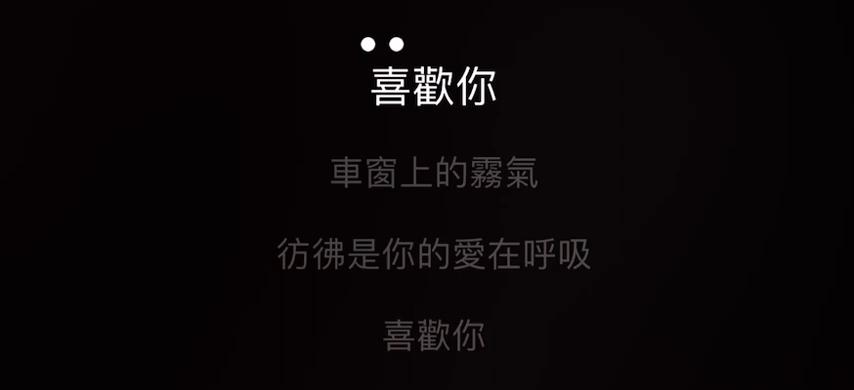 喜歡你
車窗上的霧氣
彷彿是你的愛在呼吸
喜歡你